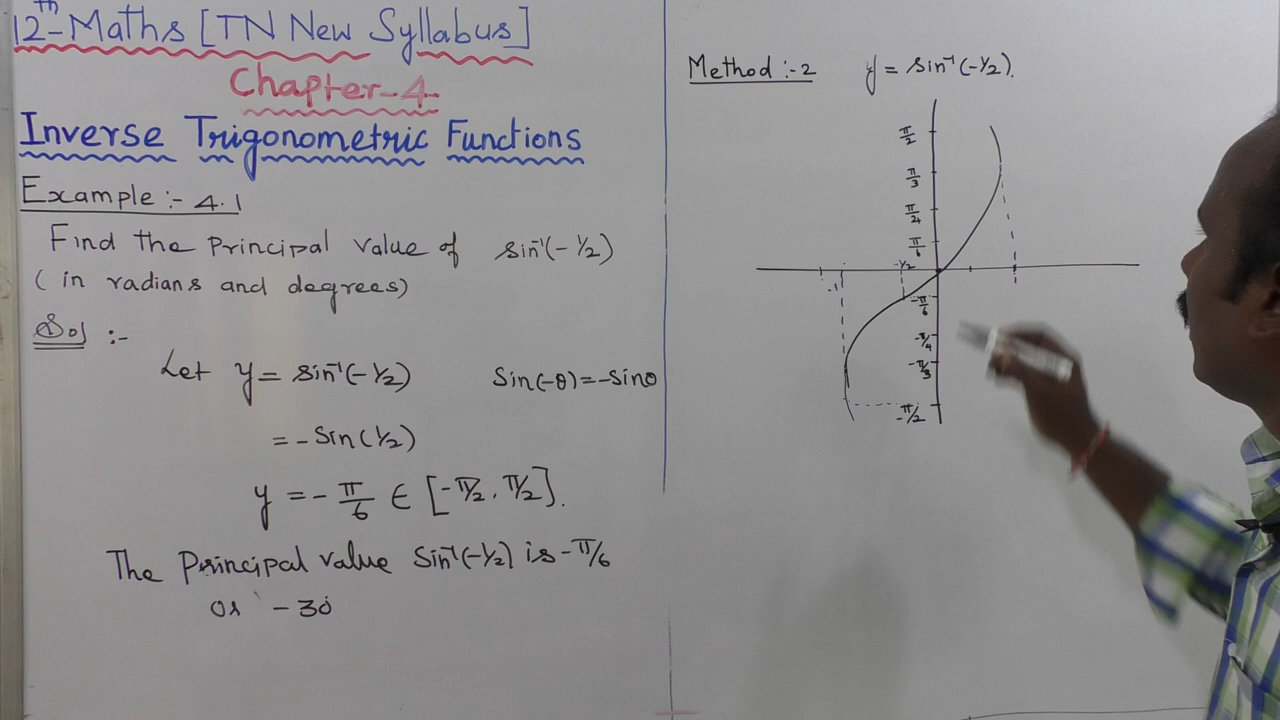 12th-Maths [TN New Syllabus]
Chapter-4
Inverse Trigonometric Functions
Example :- 4.1
Find the Principal value of sin⁻¹(-1/2)
(in radians and degrees)
Sol :-
Let y = sin⁻¹(-1/2) Sin(-θ)=-Sinθ
= -Sin(1/2)
y = -π/6 ∈ [-π/2, π/2].
The Principal value Sin⁻¹(-1/2) is -π/6
or -30°
Method :-2 y = sin⁻¹(-1/2).
π/2
π/3
π/4
π/6
-1/2
-1
-π/6
-π/4
-π/3
-π/2